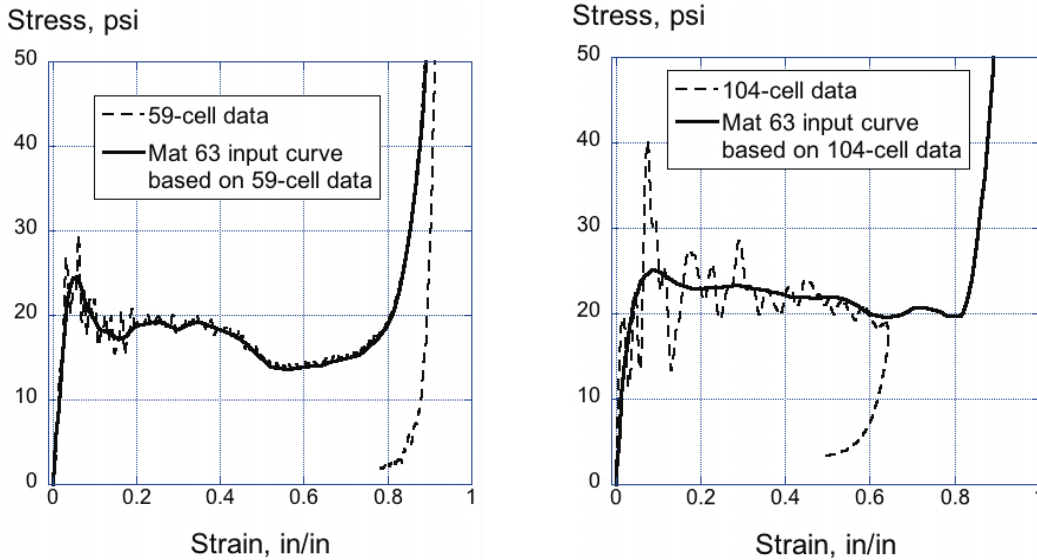 Stress, psi
50
40
30
20
10
0
59-cell data
Mat 63 input curve
based on 59-cell data
0
0.2
0.4
0.6
0.8
1
Strain, in/in
Stress, psi
50
40
30
20
10
0
104-cell data
Mat 63 input curve
based on 104-cell data
0
0.2
0.4
0.6
0.8
1
Strain, in/in